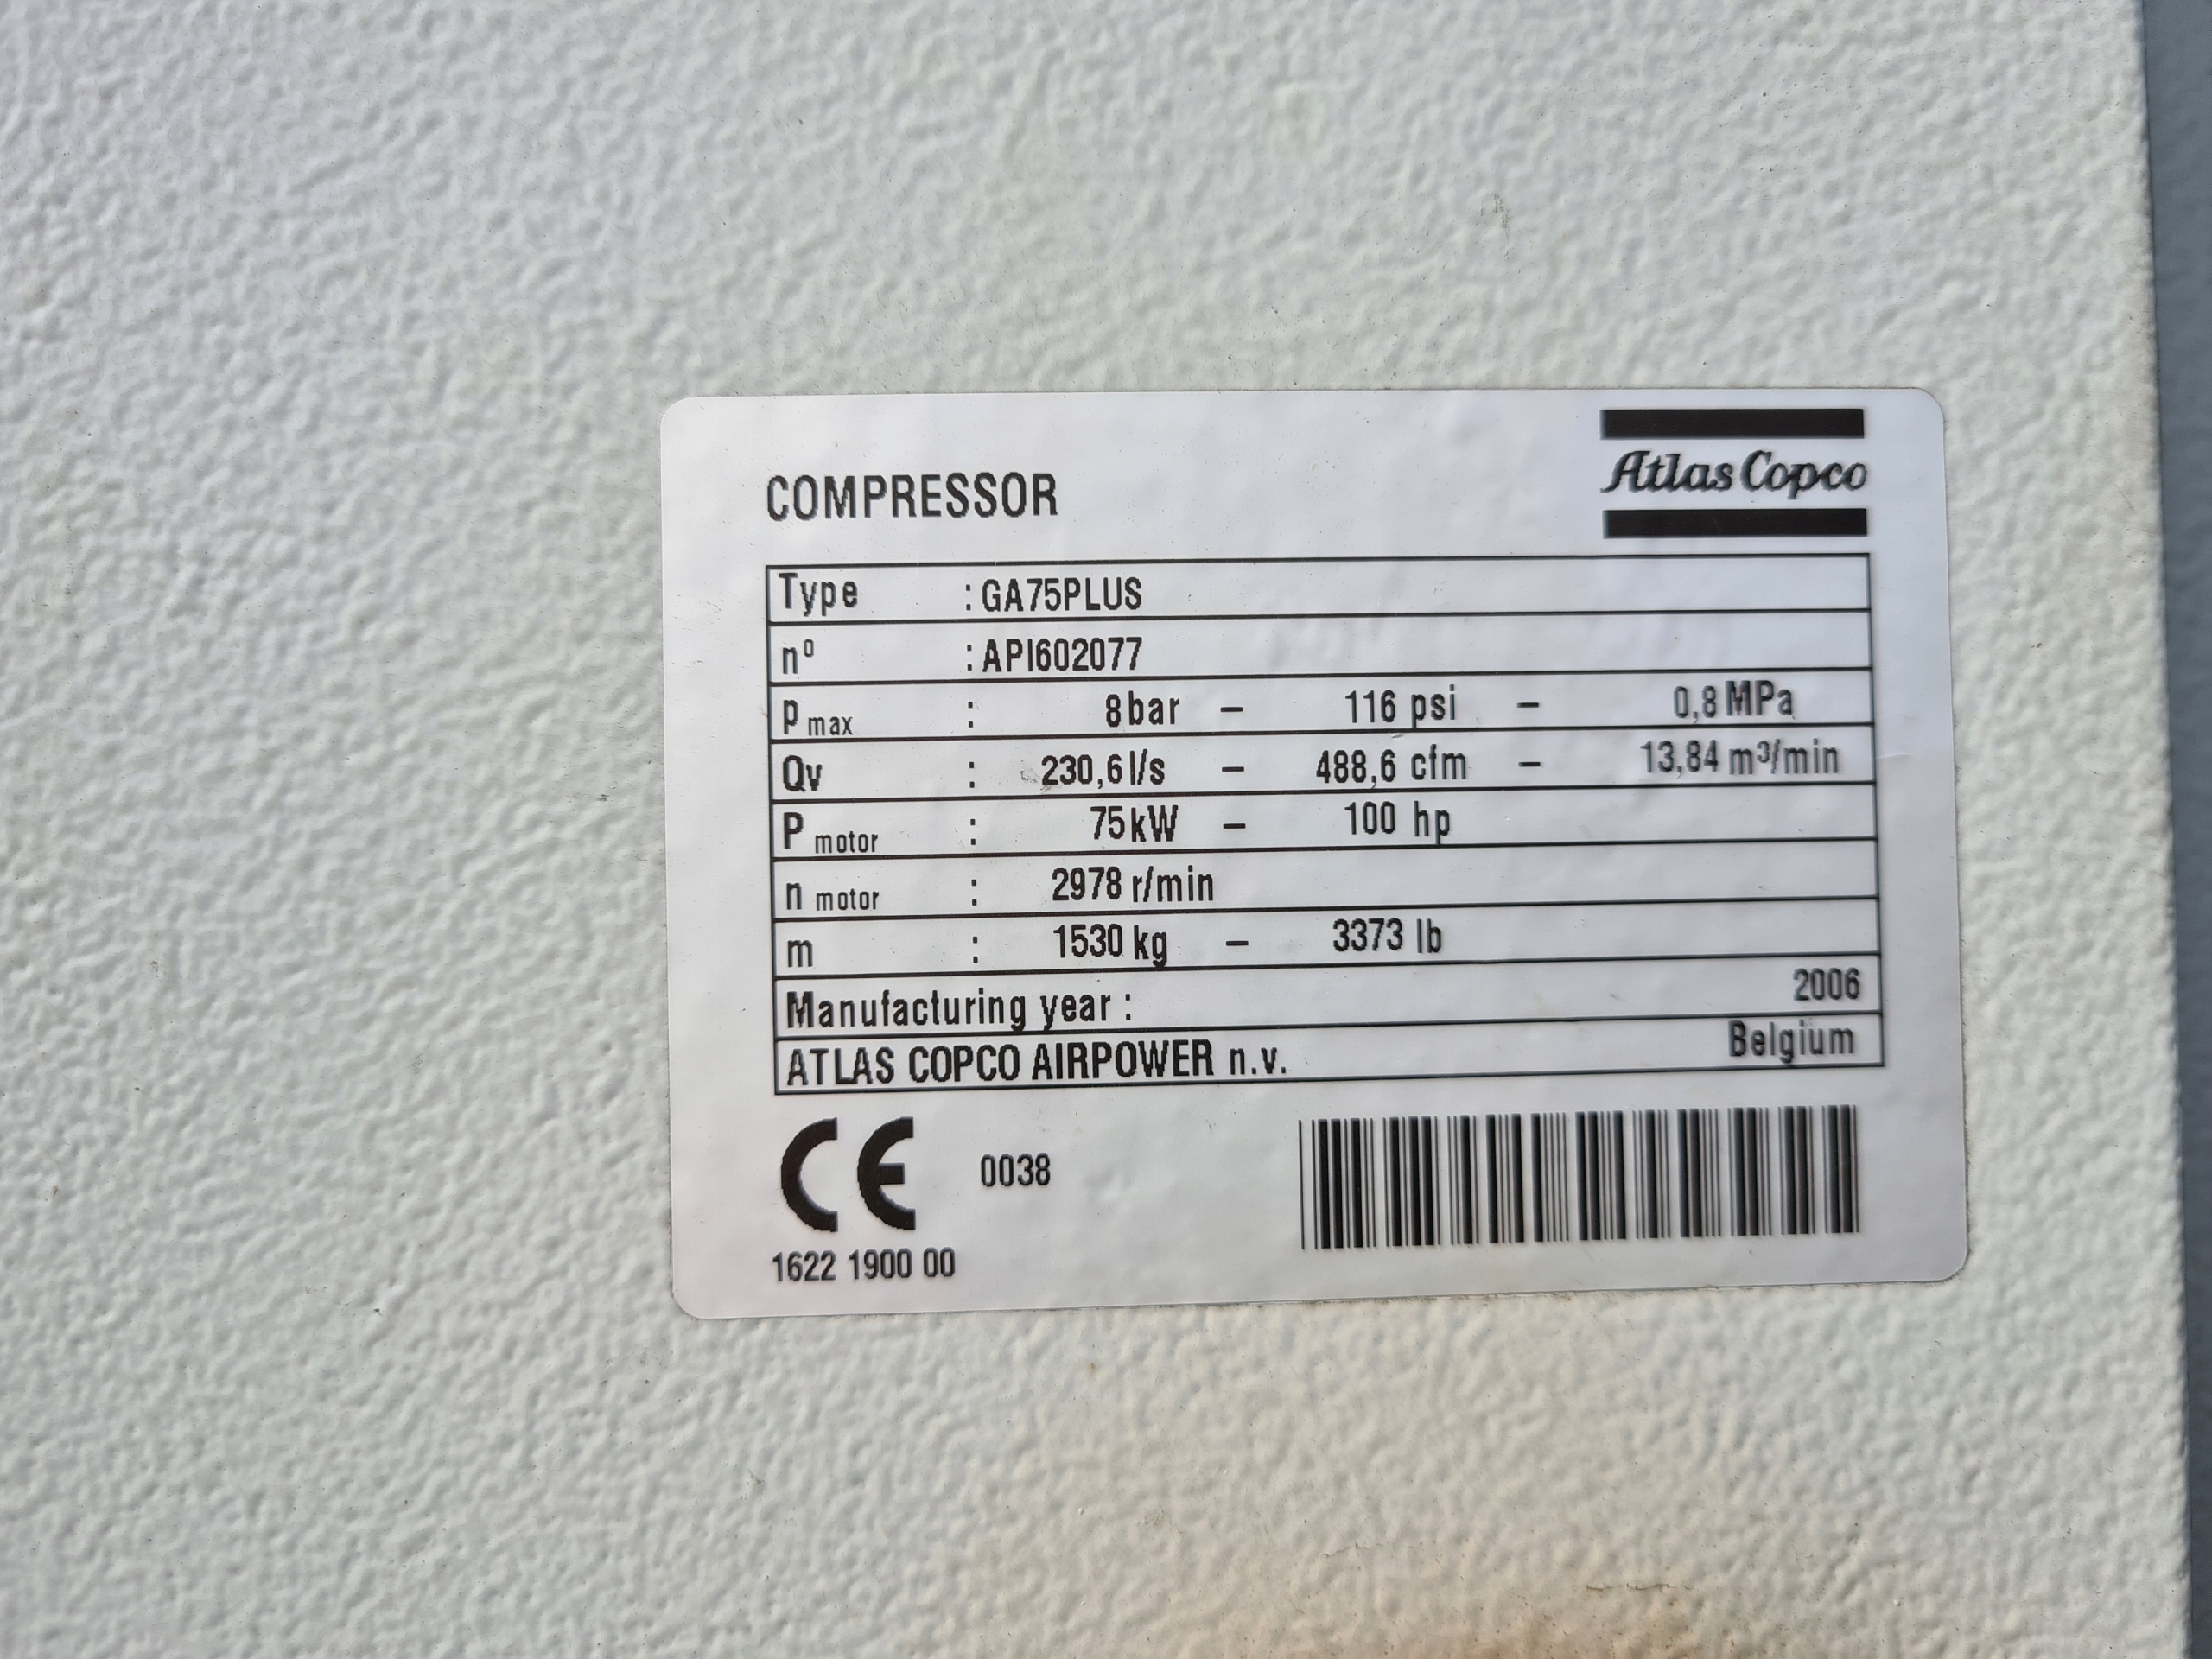 Atlas Copco
COMPRESSOR
Type : GA75PLUS
nº : API602077
P max : 8 bar – 116 psi – 0,8 MPa
Qv : 230,6 l/s – 488,6 cfm – 13,84 m³/min
P motor : 75 kW – 100 hp
n motor : 2978 r/min
m : 1530 kg – 3373 lb
Manufacturing year : 2006
ATLAS COPCO AIRPOWER n.v. Belgium
CE 0038
1622 1900 00